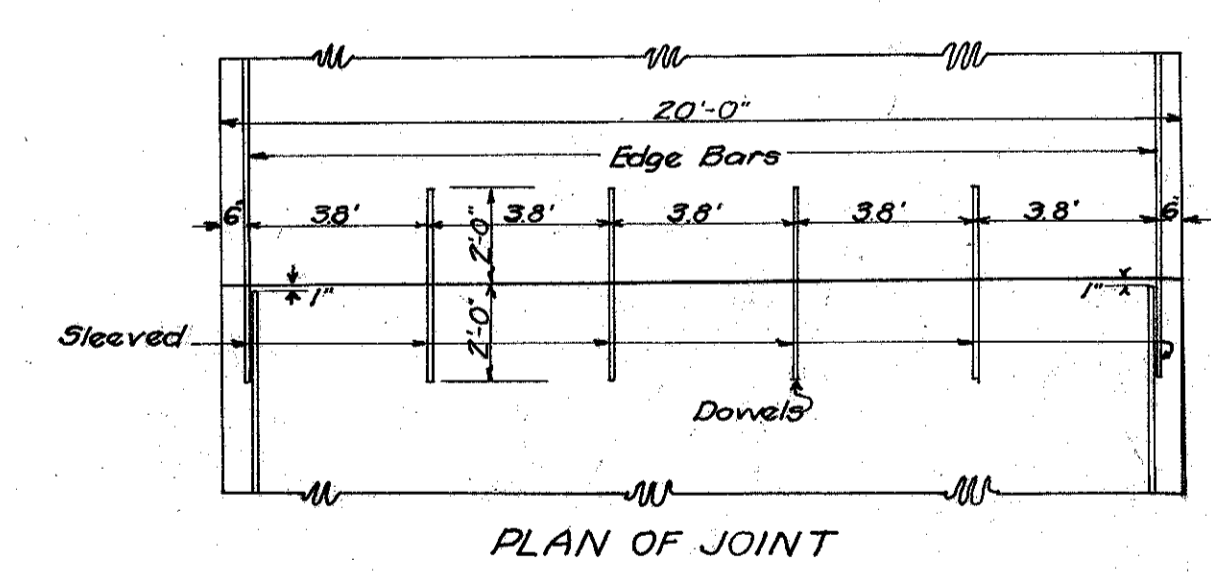 20'-0"
Edge Bars
6" 3.8' 3.8' 3.8' 3.8' 3.8' 6"
2'-0"
1" 1"
2'-0"
Sleeved
Dowels
PLAN OF JOINT